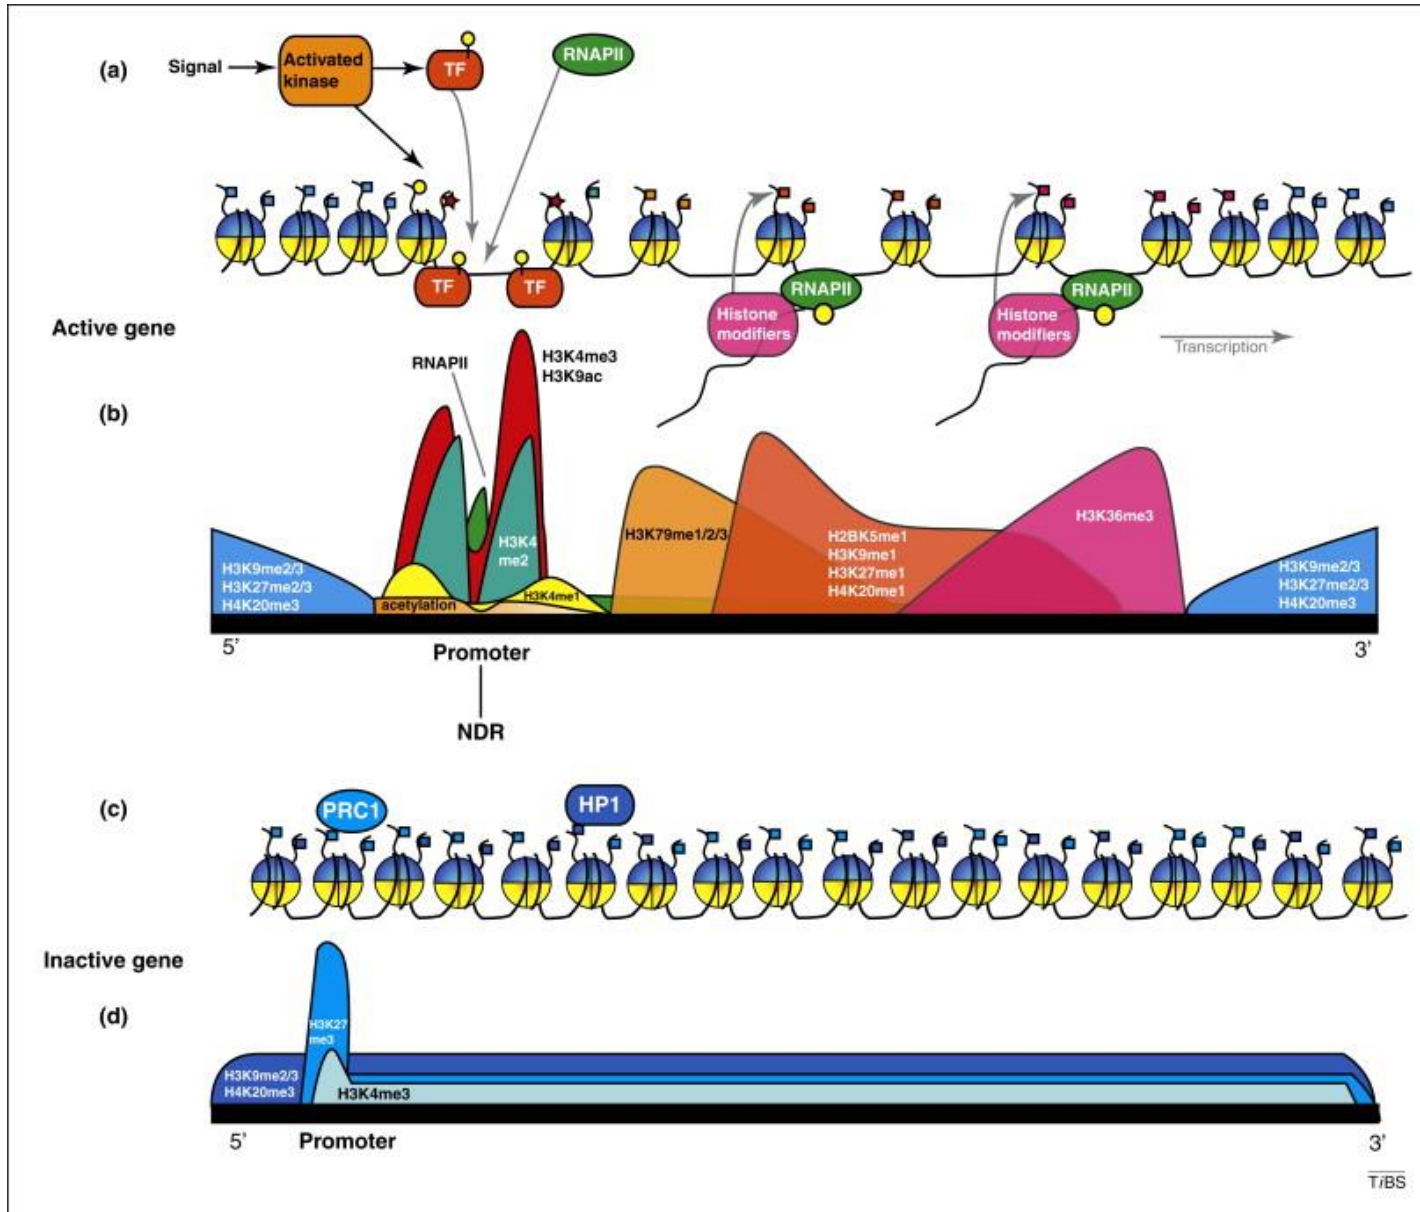 (a)
Signal
Activated
kinase
TF
RNAPII
TF
TF
RNAPII
RNAPII
Histone
modifiers
Histone
modifiers
Transcription
Active gene
RNAPII
H3K4me3
H3K9ac
(b)
H3K9me2/3
H3K27me2/3
H4K20me3
acetylation
H3K4
me2
H3K4me1
H3K79me1/2/3
H2BK5me1
H3K9me1
H3K27me1
H4K20me1
H3K36me3
H3K9me2/3
H3K27me2/3
H4K20me3
5’
Promoter
3’
NDR
(c)
PRC1
HP1
Inactive gene
(d)
H3K27
me3
H3K9me2/3
H4K20me3
H3K4me3
5’
Promoter
3’
TiBS